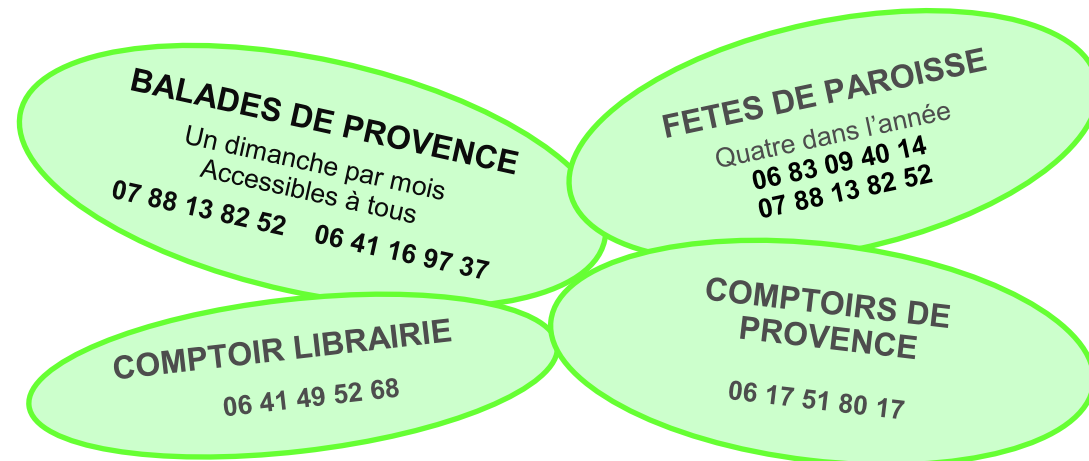 BALADES DE PROVENCE
Un dimanche par mois
Accessibles à tous
07 88 13 82 52 06 41 16 97 37
FETES DE PAROISSE
Quatre dans l’année
06 83 09 40 14
07 88 13 82 52
COMPTOIR LIBRAIRIE
06 41 49 52 68
COMPTOIRS DE
PROVENCE
06 17 51 80 17